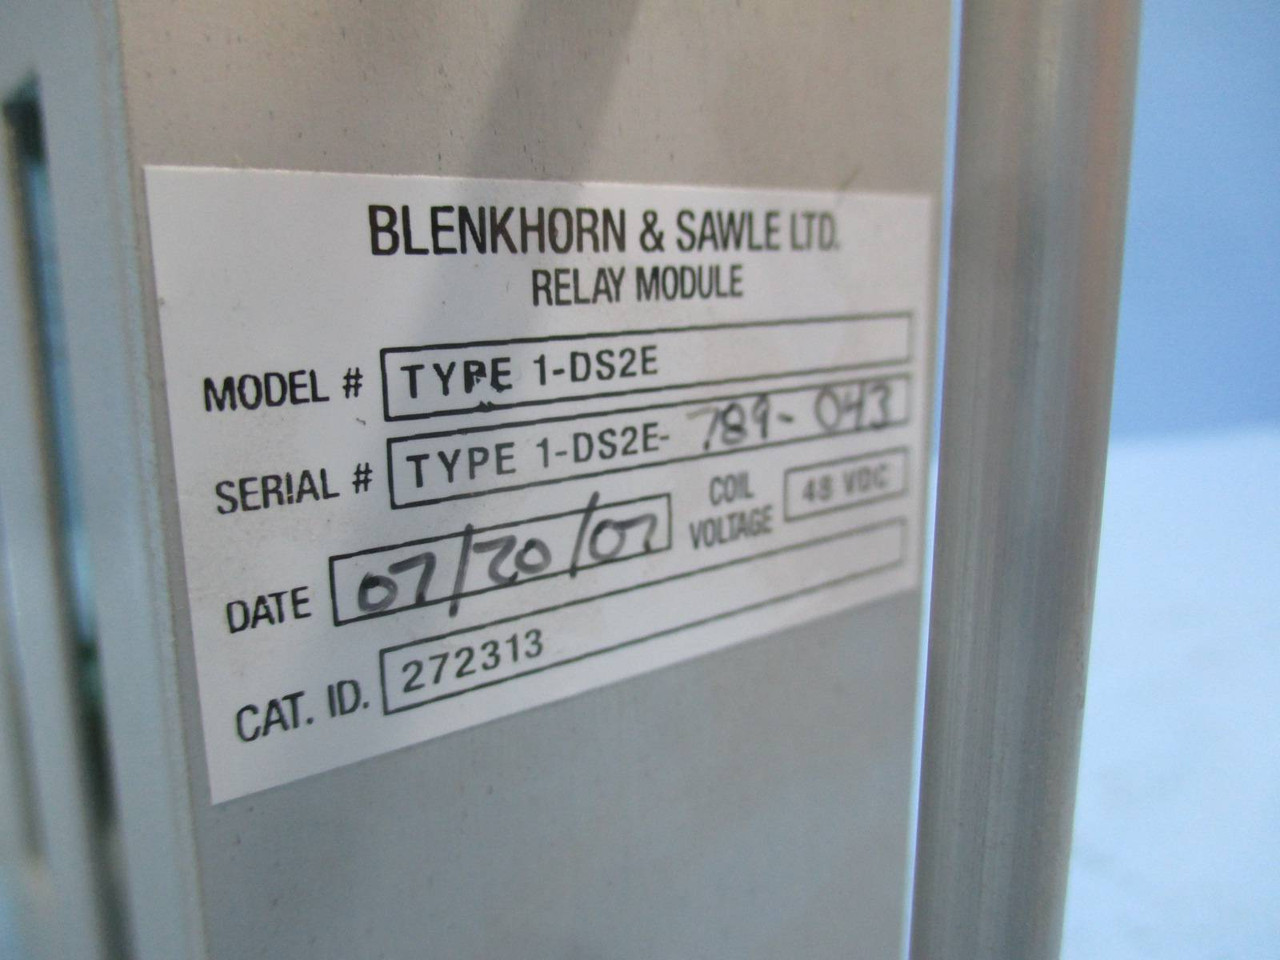 BLENKHORN & SAWLE LTD.
RELAY MODULE
MODEL # TYPE 1-DS2E
SERIAL # TYPE 1-DS2E- 789-043
DATE 07/20/07 COIL VOLTAGE 48 VDC
CAT. ID. 272313